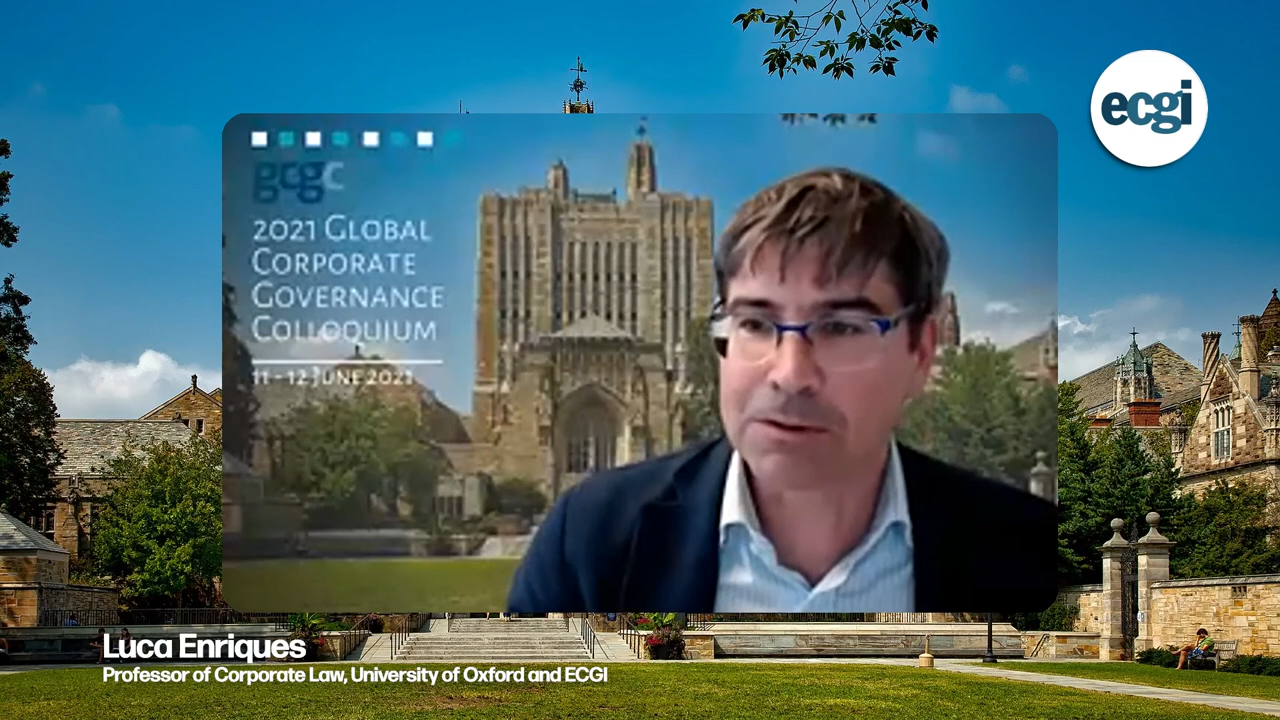 ecgi
gcgc
2021 GLOBAL
CORPORATE
GOVERNANCE
COLLOQUIUM
11 - 12 JUNE 2021
Luca Enriques
Professor of Corporate Law, University of Oxford and ECGI